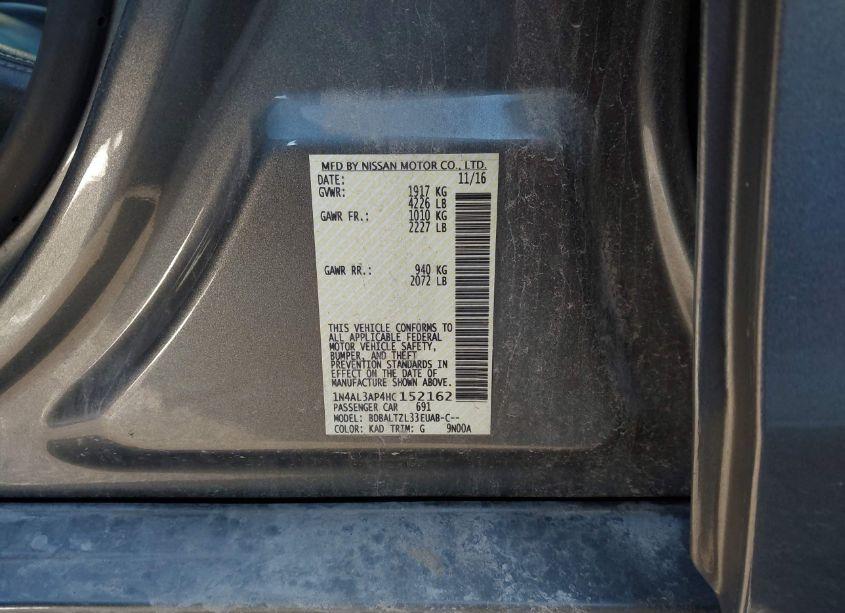 MFD BY NISSAN MOTOR CO., LTD.
DATE: 11/16
GVWR: 1917 KG
4226 LB
GAWR FR.: 1010 KG
2227 LB
GAWR RR.: 940 KG
2072 LB
THIS VEHICLE CONFORMS TO
ALL APPLICABLE FEDERAL
MOTOR VEHICLE SAFETY,
BUMPER, AND THEFT
PREVENTION STANDARDS IN
EFFECT ON THE DATE OF
MANUFACTURE SHOWN ABOVE.
1N4AL3AP4HC152162
PASSENGER CAR 691
MODEL: BDBALTZL33EUAB-C--
COLOR: KAD TRIM: G 9N00A